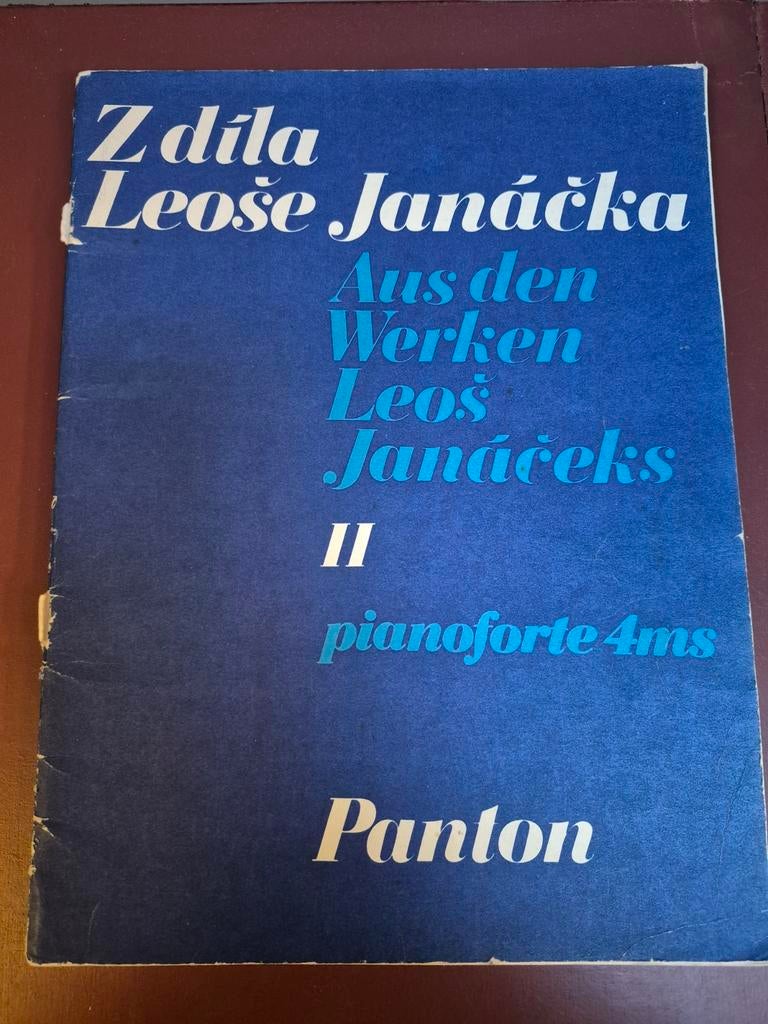 Z díla
Leoše Janáčka
Aus den
Werken
Leoš
Janáčeks
II
pianoforte 4ms
Panton